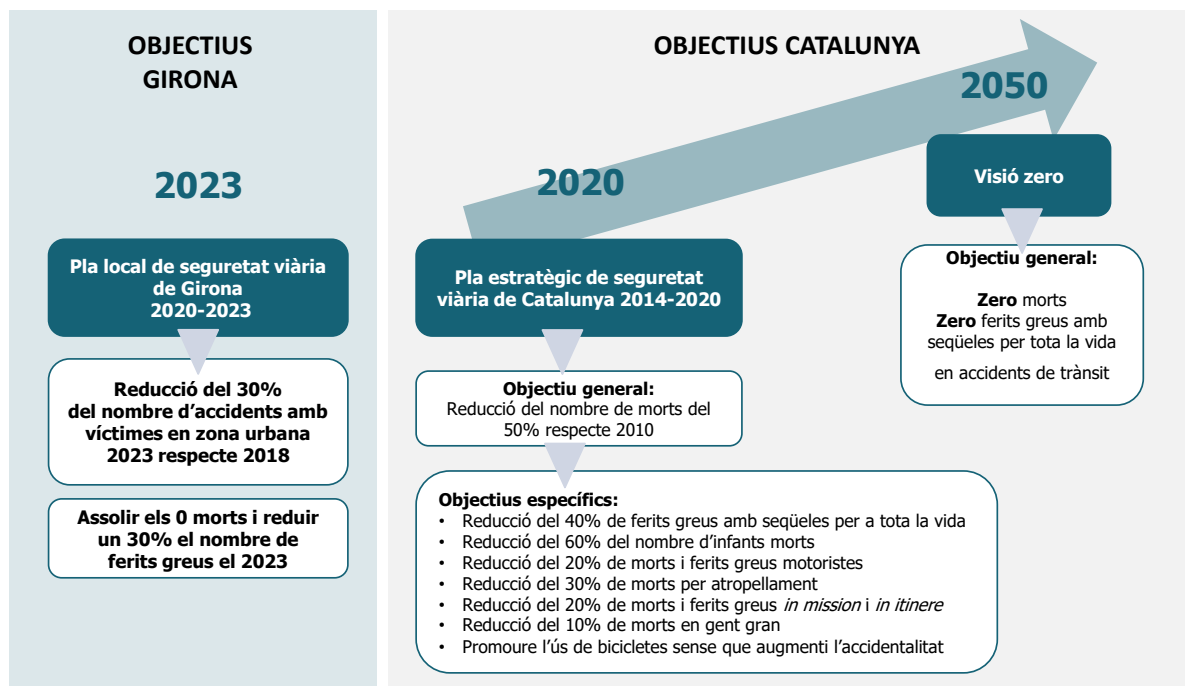 OBJECTIUS
GIRONA
2023
Pla local de seguretat viària
de Girona
2020-2023
Reducció del 30%
del nombre d'accidents amb
víctimes en zona urbana
2023 respecte 2018
Assolir els 0 morts i reduir
un 30% el nombre de
ferits greus el 2023
OBJECTIUS CATALUNYA
2020
Pla estratègic de seguretat
viària de Catalunya 2014-2020
Objectiu general:
Reducció del nombre de morts del
50% respecte 2010
Objectius específics:
• Reducció del 40% de ferits greus amb seqüeles per a tota la vida
• Reducció del 60% del nombre d'infants morts
• Reducció del 20% de morts i ferits greus motoristes
• Reducció del 30% de morts per atropellament
• Reducció del 20% de morts i ferits greus in mission i in itinere
• Reducció del 10% de morts en gent gran
• Promoure l'ús de bicicletes sense que augmenti l'accidentalitat
2050
Visió zero
Objectiu general:
Zero morts
Zero ferits greus amb
seqüeles per tota la vida
en accidents de trànsit